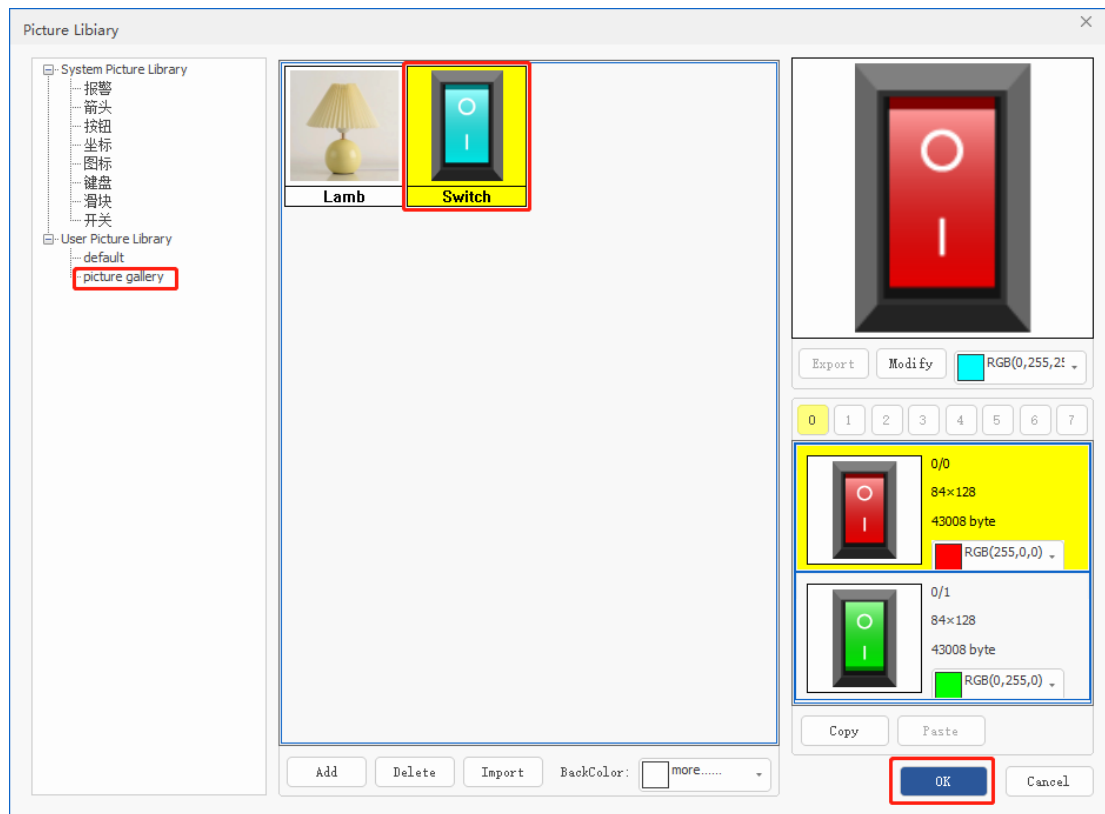 Picture Libiary
System Picture Library
报警
箭头
按钮
坐标
图标
键盘
滑块
开关
User Picture Library
default
picture gallery
Lamb
Switch
Add
Delete
Import
BackColor:
more......
Export
Modify
RGB(0,255,25
0 1 2 3 4 5 6 7
0/0
84×128
43008 byte
RGB(255,0,0)
0/1
84×128
43008 byte
RGB(0,255,0)
Copy
Paste
OK
Cancel